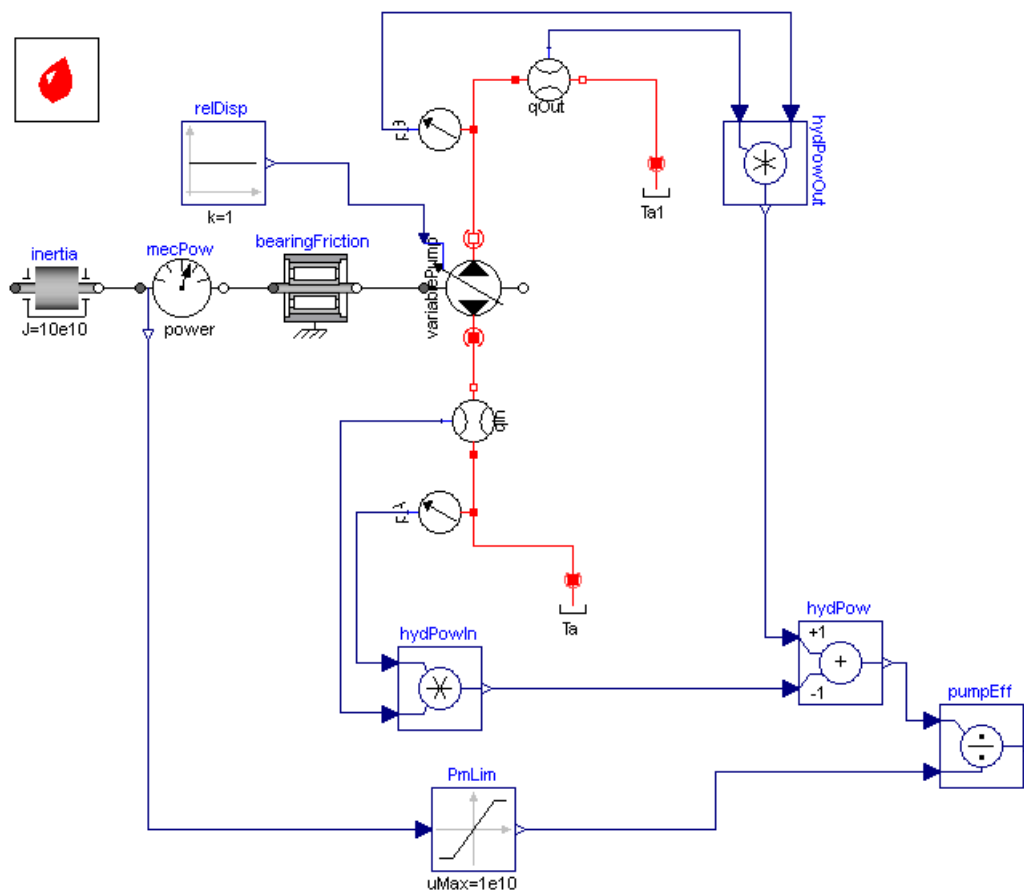 relDisp
k=1
qOut
hydPowOut
Ta1
inertia
J=10e10
mecPow
power
bearingFriction
variablePump
Ta
hydPowIn
hydPow
+1
+
-1
pumpEff
PmLim
uMax=1e10